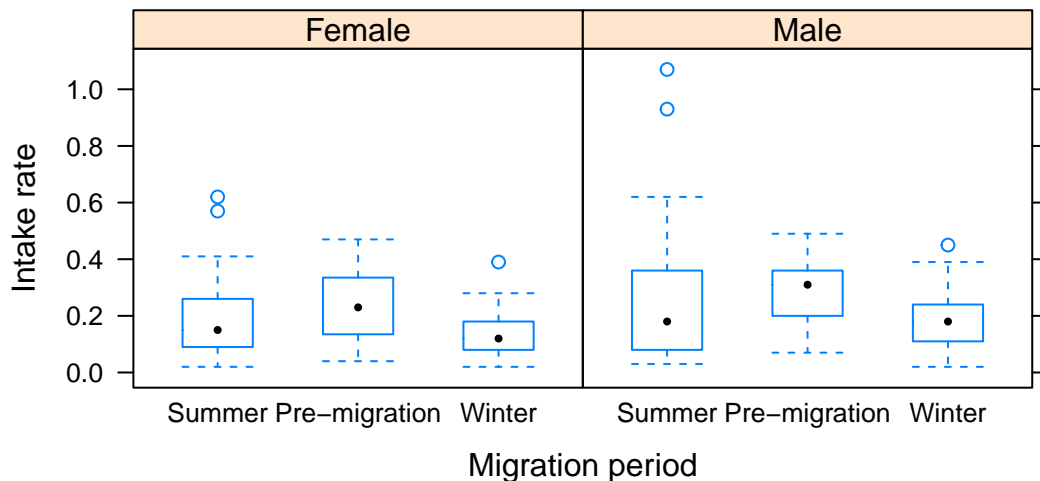 Female Male
Intake rate
1.0
0.8
0.6
0.4
0.2
0.0
Summer Pre−migration Winter Summer Pre−migration Winter
Migration period